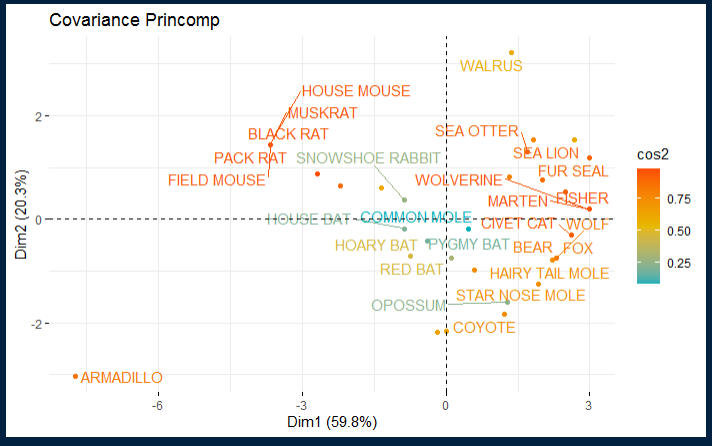 Covariance Princomp
WALRUS
HOUSE MOUSE
MUSKRAT
BLACK RAT
SEA OTTER
PACK RAT
SNOWSHOE RABBIT
SEA LION
cos2
FIELD MOUSE
WOLVERINE
FUR SEAL
MARTEN
FISHER
HOUSE BAT
COMMON MOLE
CIVET CAT
WOLF
HOARY BAT
PYGMY BAT
BEAR
FOX
RED BAT
HAIRY TAIL MOLE
OPOSSUM
STAR NOSE MOLE
COYOTE
ARMADILLO
0.75
0.50
0.25
2
0
-2
Dim2 (20.3%)
-6
-3
0
3
Dim1 (59.8%)